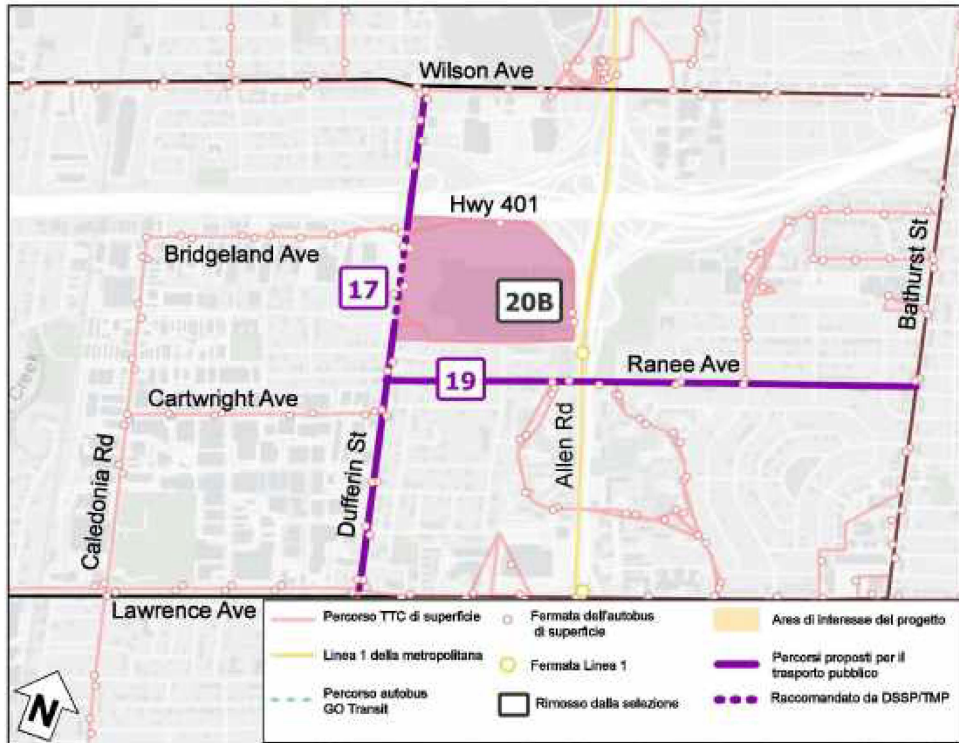 Wilson Ave
Hwy 401
Bridgeland Ave
17
20B
Bathurst St
Creek
Ranee Ave
19
Cartwright Ave
Caledonia Rd
Dufferin St
Allen Rd
Lawrence Ave
N
Percorso TTC di superficie
Linea 1 della metropolitana
Percorso autobus
GO Transit
Fermata dell'autobus
di superficie
Fermata Linea 1
Rimosso dalla selezione
Area di interesse del progetto
Percorsi proposti per il
trasporto pubblico
Raccomandato da DSSP/TMP